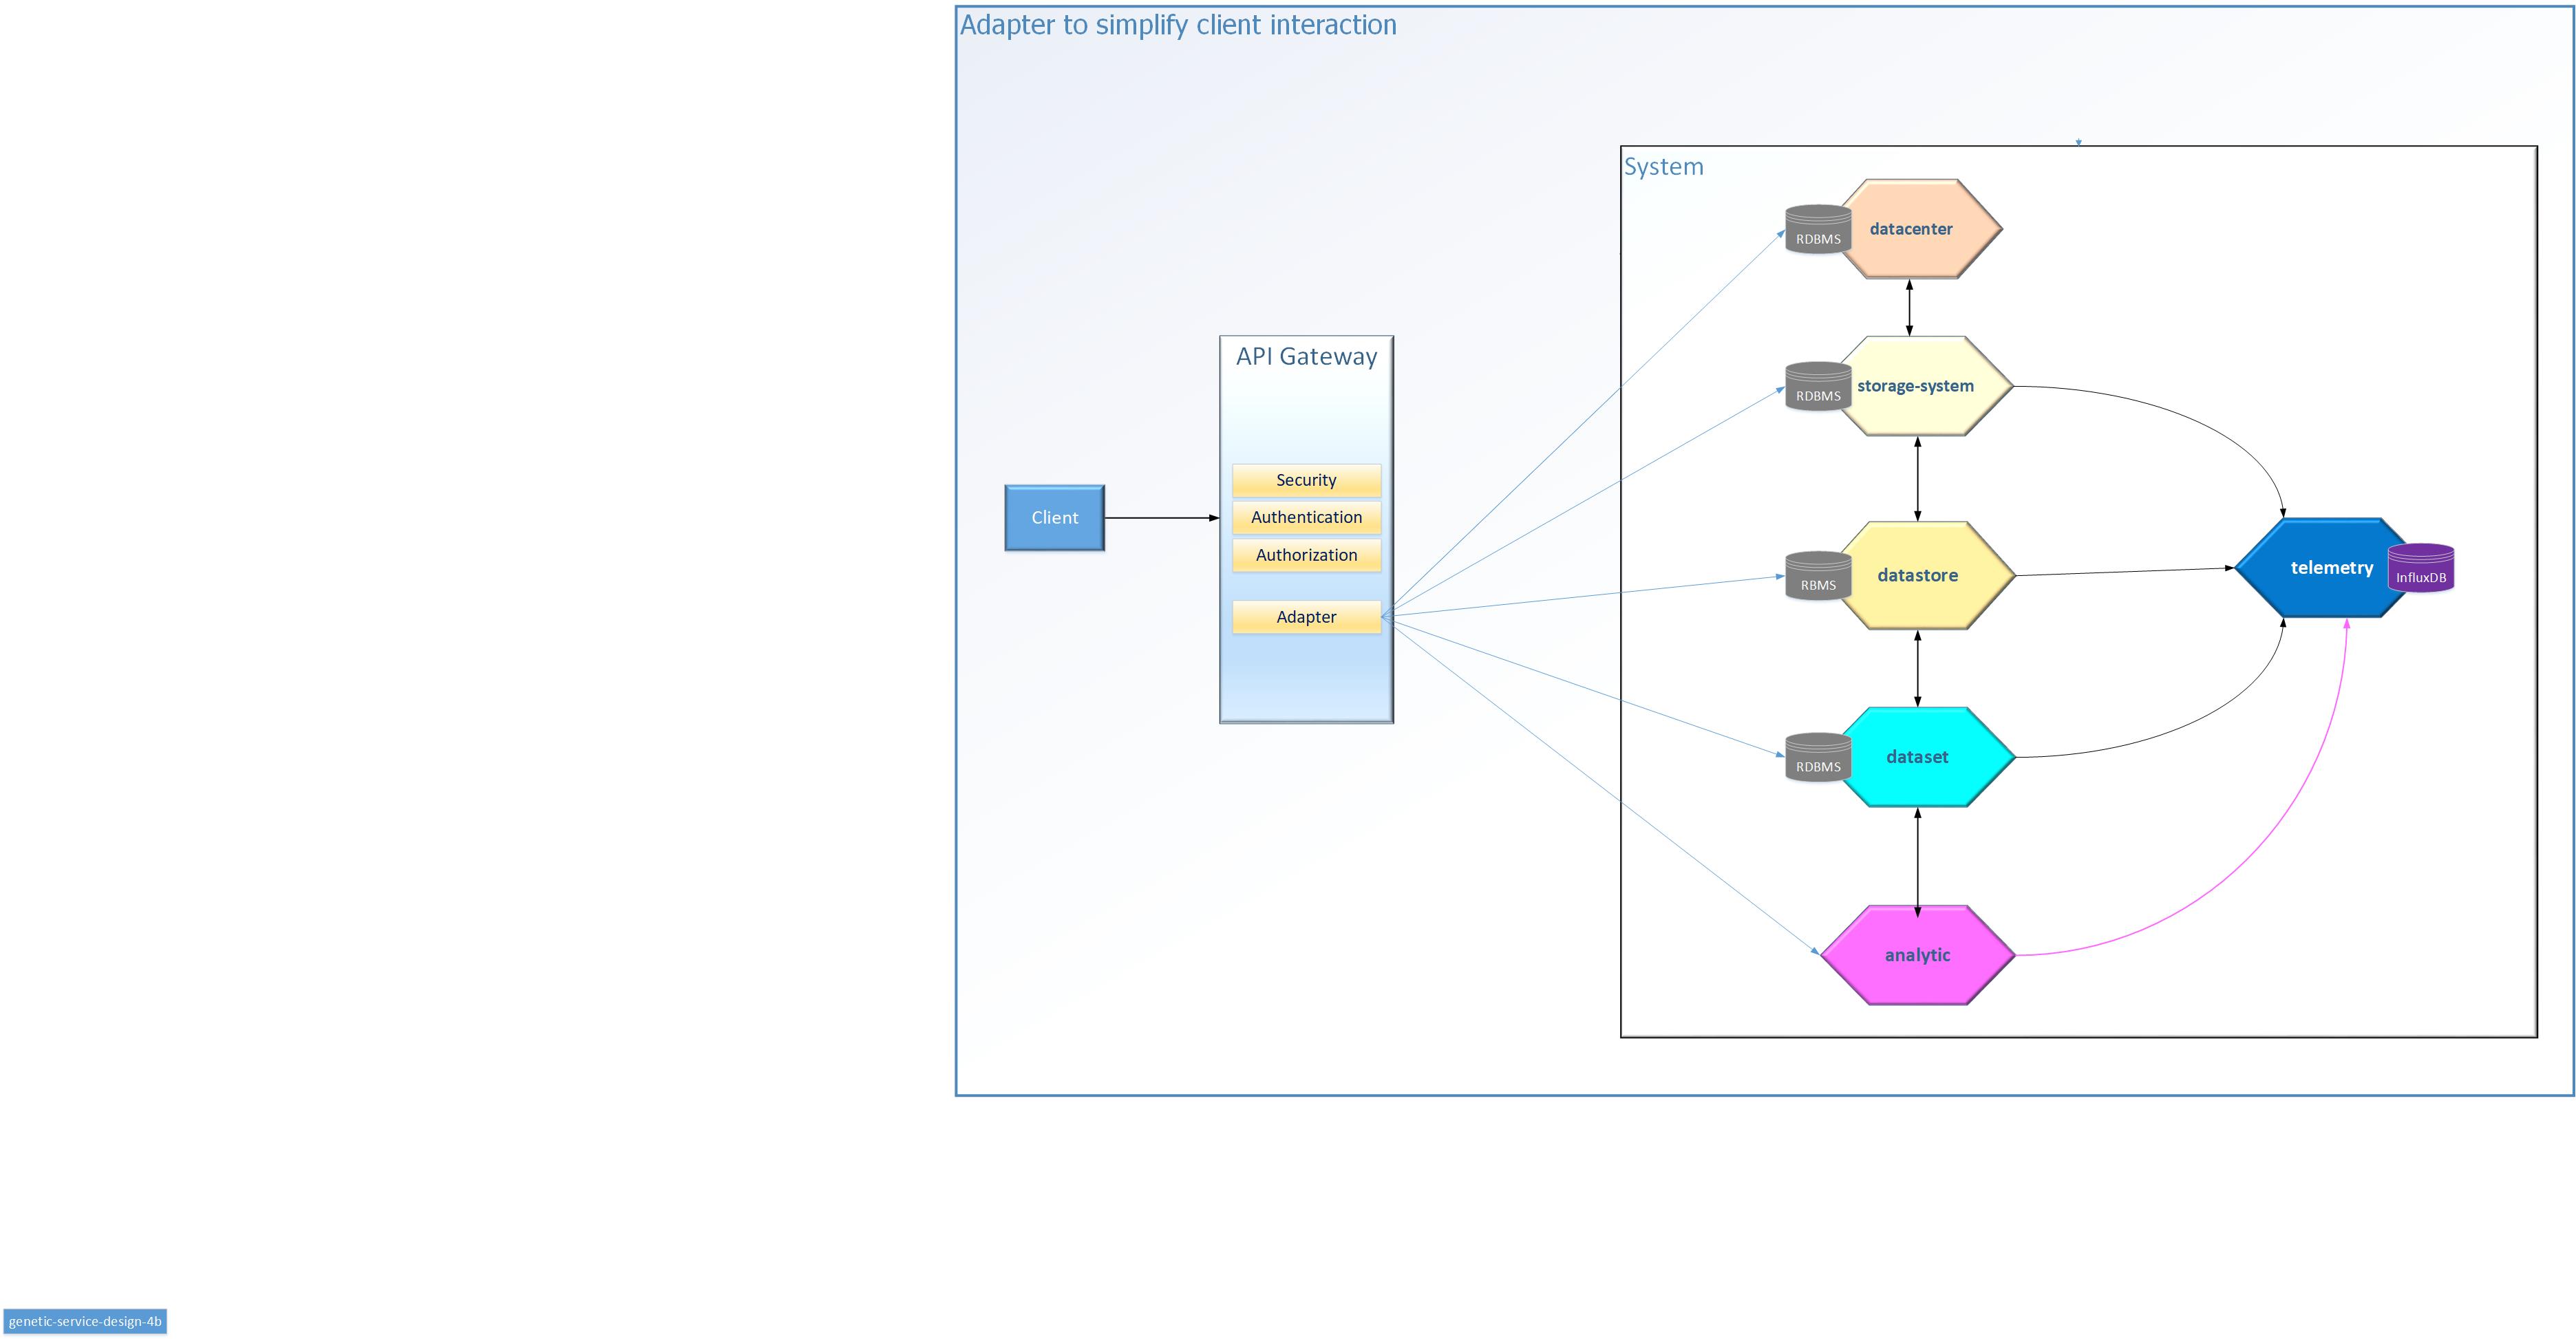 Adapter to simplify client interaction
System
RDBMS
datacenter
API Gateway
RDBMS
storage-system
Security
Client
Authentication
Authorization
RBMS
datastore
telemetry
InfluxDB
Adapter
RDBMS
dataset
analytic
genetic-service-design-4b